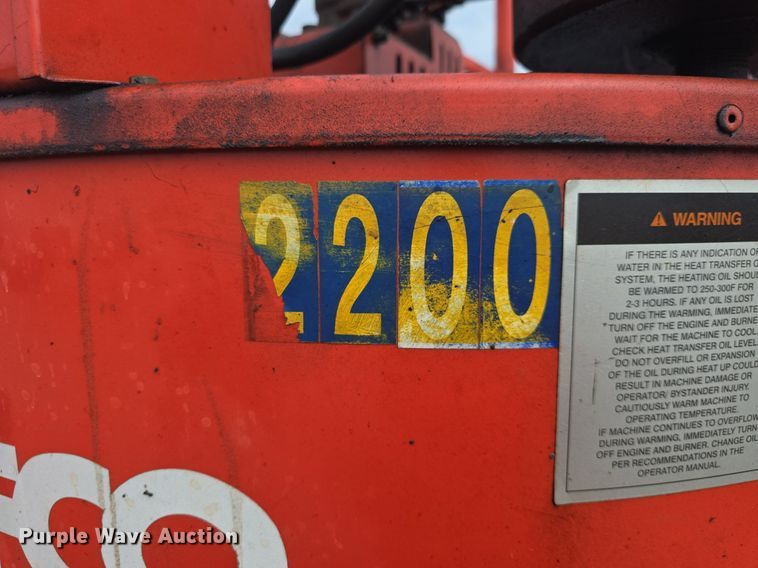 2200
⚠ WARNING
IF THERE IS ANY INDICATION OF
WATER IN THE HEAT TRANSFER
SYSTEM, THE HEATING OIL SHOULD
BE WARMED TO 250-300F FOR
2-3 HOURS. IF ANY OIL IS LOST
DURING THE WARMING, IMMEDIATE
TURN OFF THE ENGINE AND BURNE
WAIT FOR THE MACHINE TO COOL
CHECK HEAT TRANSFER OIL LEVEL
DO NOT OVERFILL OR EXPANSION
OF THE OIL DURING HEAT UP COULD
RESULT IN MACHINE DAMAGE OR
OPERATOR/ BYSTANDER INJURY.
CAUTIOUSLY WARM MACHINE TO
OPERATING TEMPERATURE.
IF MACHINE CONTINUES TO OVERFLOW
DURING WARMING, IMMEDIATELY TURN
OFF ENGINE AND BURNER. CHANGE OIL
PER RECOMMENDATIONS IN THE
OPERATOR MANUAL.
CO
Purple Wave Auction